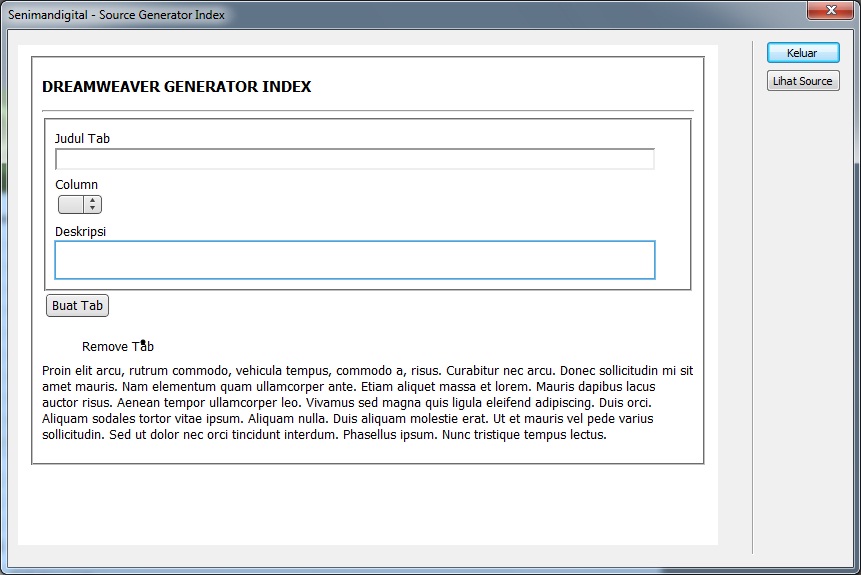 Senimandigital - Source Generator Index
Keluar
Lihat Source
DREAMWEAVER GENERATOR INDEX
Judul Tab
Column
Deskripsi
Buat Tab
Remove Tab
Proin elit arcu, rutrum commodo, vehicula tempus, commodo a, risus. Curabitur nec arcu. Donec sollicitudin mi sit
amet mauris. Nam elementum quam ullamcorper ante. Etiam aliquet massa et lorem. Mauris dapibus lacus
auctor risus. Aenean tempor ullamcorper leo. Vivamus sed magna quis ligula eleifend adipiscing. Duis orci.
Aliquam sodales tortor vitae ipsum. Aliquam nulla. Duis aliquam molestie erat. Ut et mauris vel pede varius
sollicitudin. Sed ut dolor nec orci tincidunt interdum. Phasellus ipsum. Nunc tristique tempus lectus.